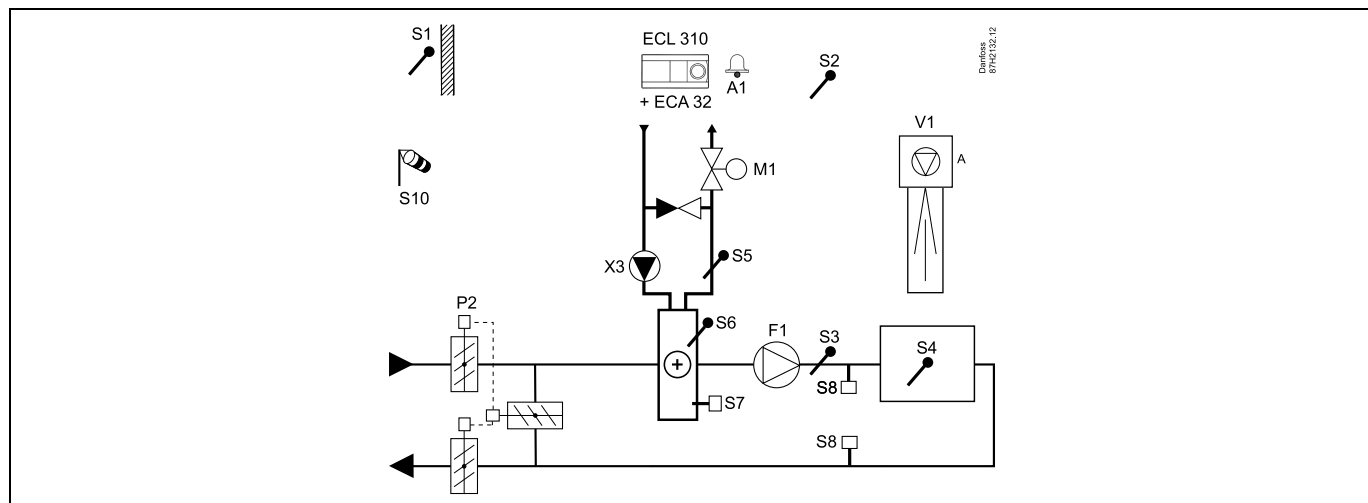 S1
ECL 310
A1
+ ECA 32
S2
Danfoss
87H2132.12
V1
A
S10
M1
X3
S5
P2
S6
F1
S3
S4
S8
S7
S8